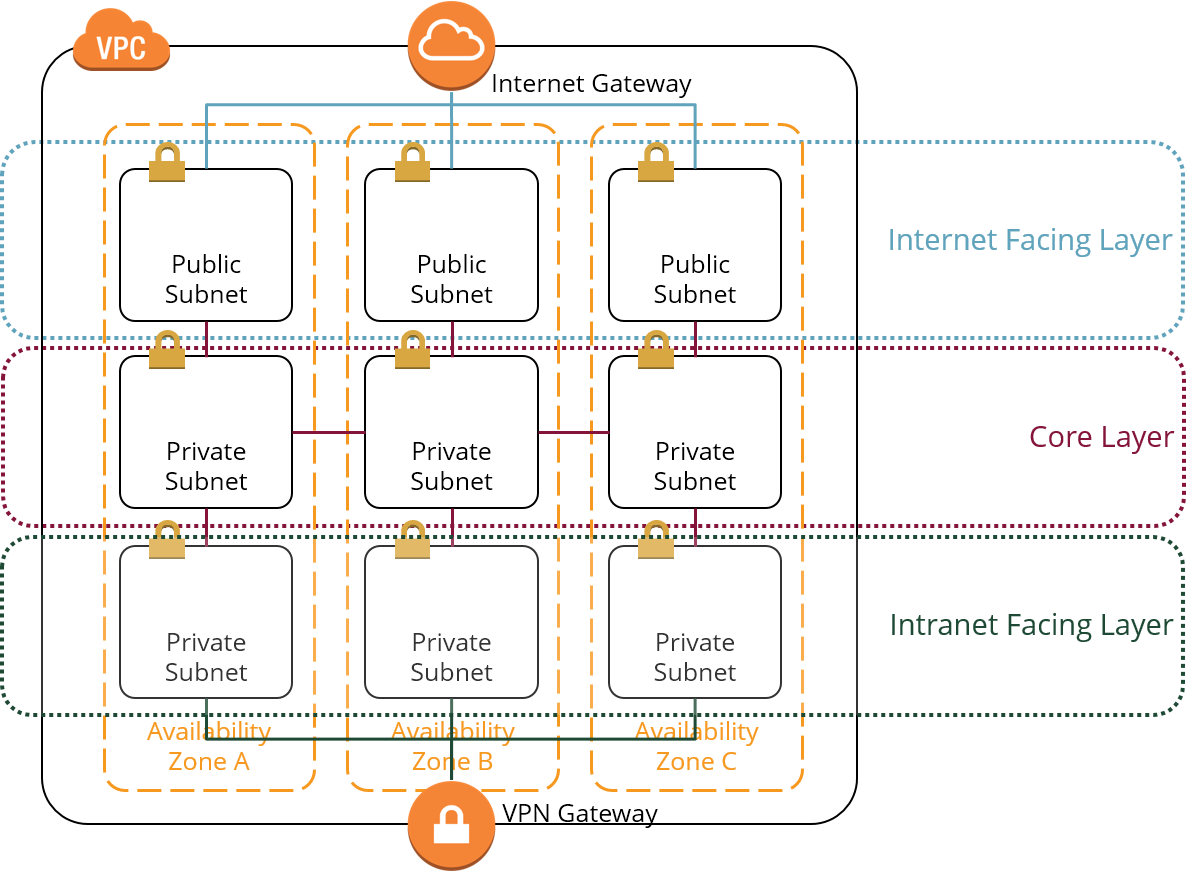 VPC
Internet Gateway
Public
Subnet
Public
Subnet
Public
Subnet
Internet Facing Layer
Private
Subnet
Private
Subnet
Private
Subnet
Core Layer
Private
Subnet
Private
Subnet
Private
Subnet
Intranet Facing Layer
Availability
Zone A
Availability
Zone B
Availability
Zone C
VPN Gateway